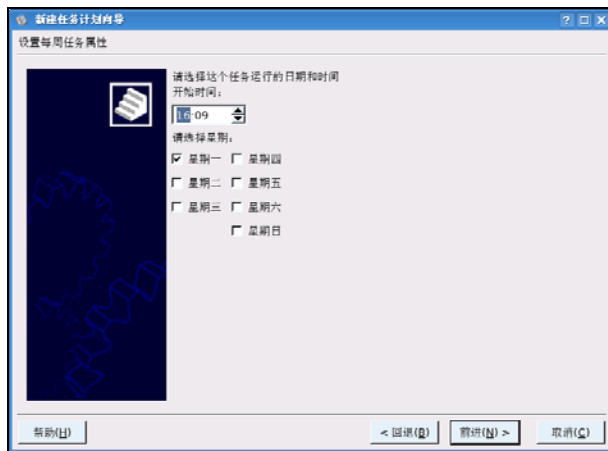 新建任务计划向导
设置每周任务属性
请选择这个任务运行的日期和时间
开始时间：
16:09
请选择星期：
星期一 星期四
星期二 星期五
星期三 星期六
星期日
帮助(H) < 回退(B) 前进(N) > 取消(C)